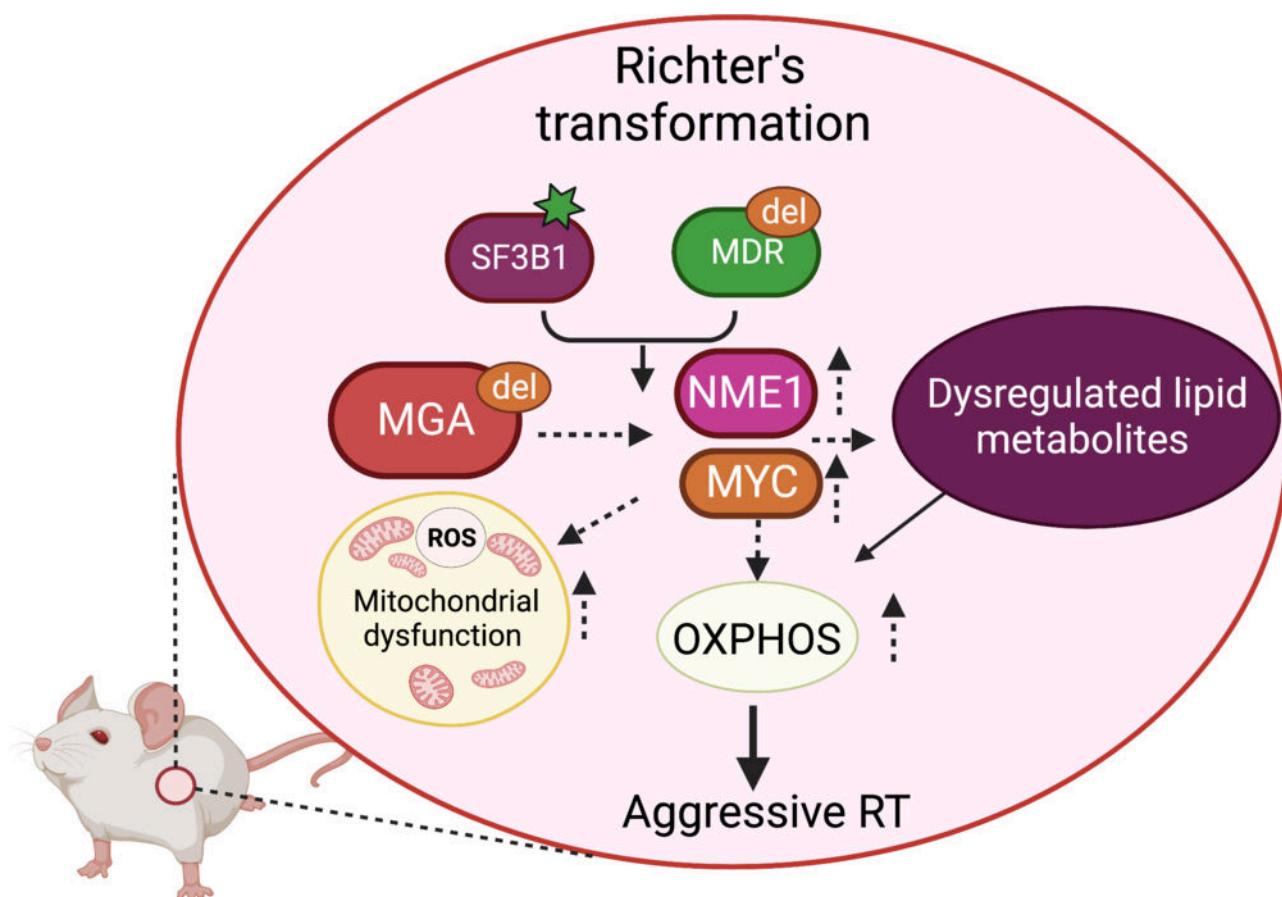 Richter's
transformation
SF3B1
del
MDR
NME1
MGA
del
MYC
Dysregulated lipid
metabolites
ROS
Mitochondrial
dysfunction
OXPHOS
Aggressive RT